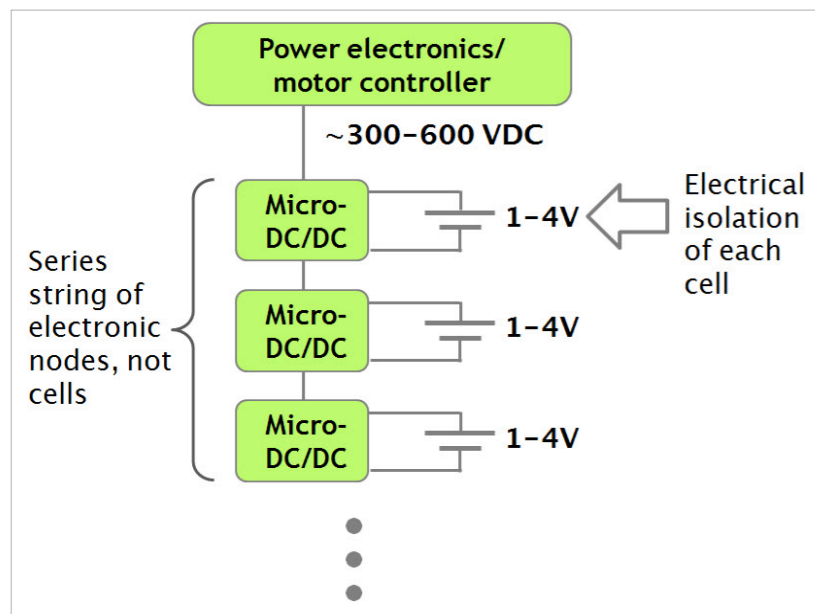 Power electronics/
motor controller
~300–600 VDC
Micro-
DC/DC
1–4V
Electrical
isolation
of each
cell
Series
string of
electronic
nodes, not
cells
Micro-
DC/DC
1–4V
Micro-
DC/DC
1–4V